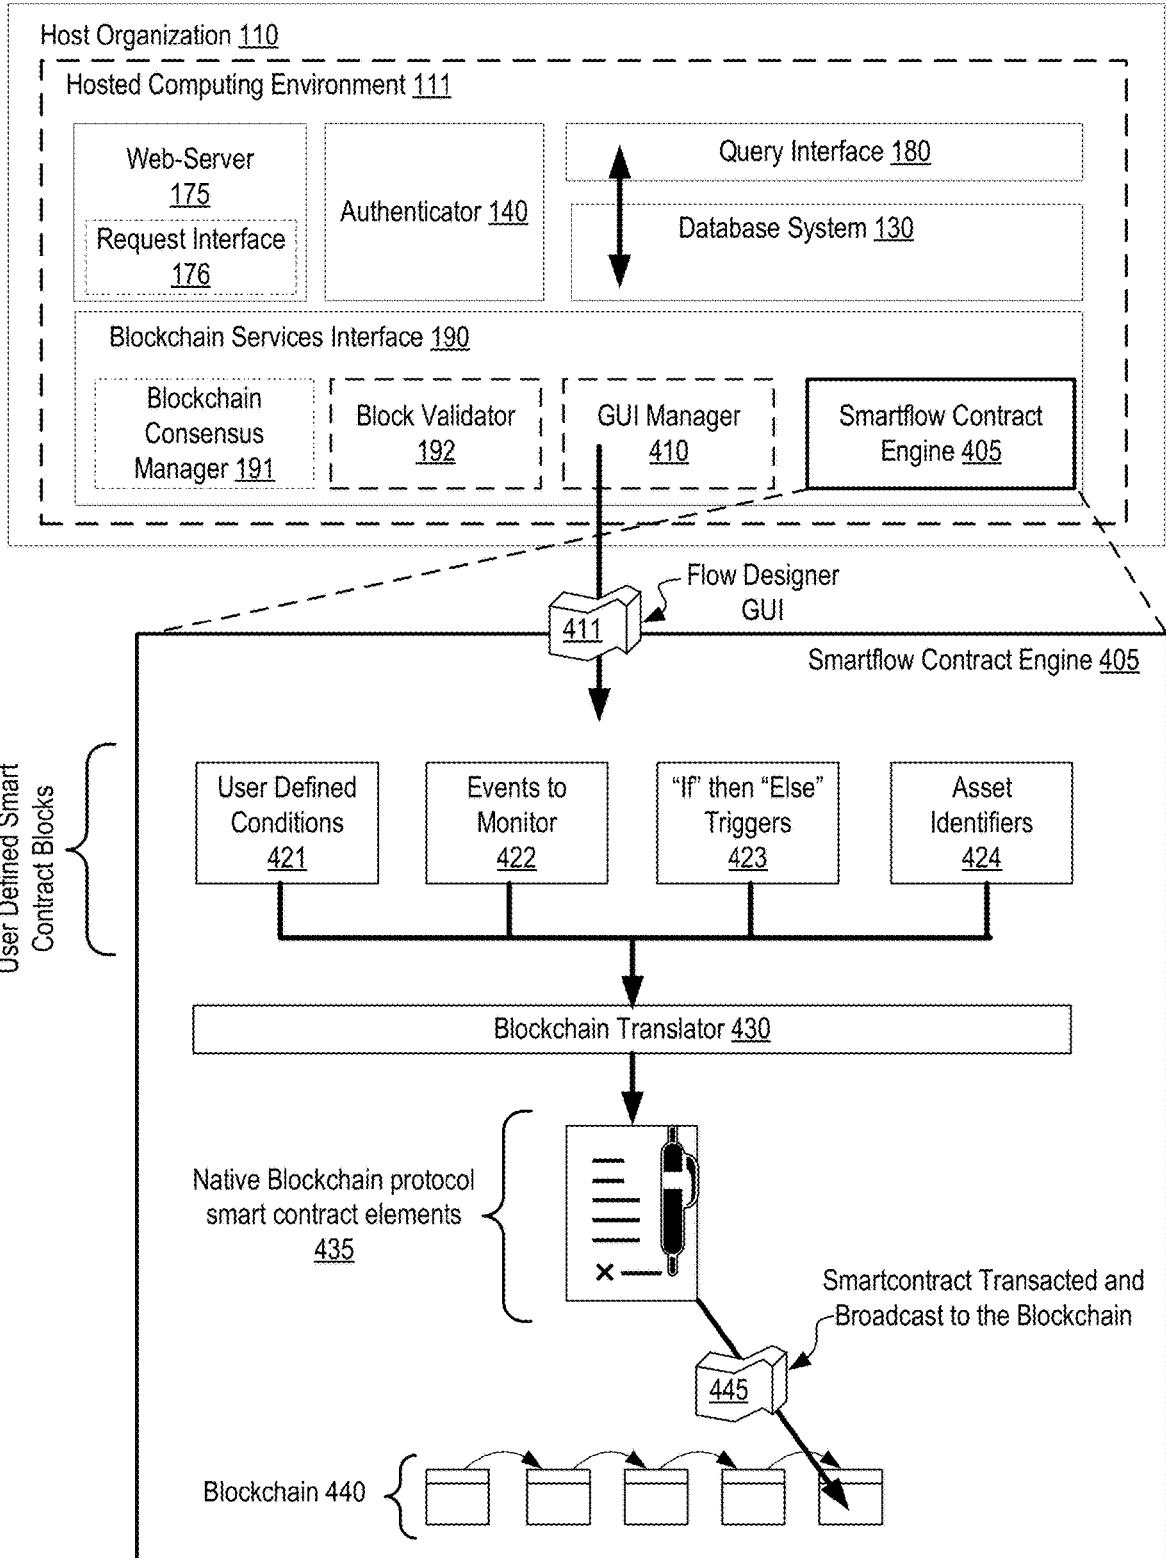 Host Organization 110
Hosted Computing Environment 111
Web-Server
175
Request Interface
176
Authenticator 140
Query Interface 180
Database System 130
Blockchain Services Interface 190
Blockchain
Consensus
Manager 191
Block Validator
192
GUI Manager
410
Smartflow Contract
Engine 405
Flow Designer
GUI
411
Smartflow Contract Engine 405
User Defined Smart
Contract Blocks
User Defined
Conditions
421
Events to
Monitor
422
“If” then “Else”
Triggers
423
Asset
Identifiers
424
Blockchain Translator 430
Native Blockchain protocol
smart contract elements
435
Smartcontract Transacted and
Broadcast to the Blockchain
445
Blockchain 440